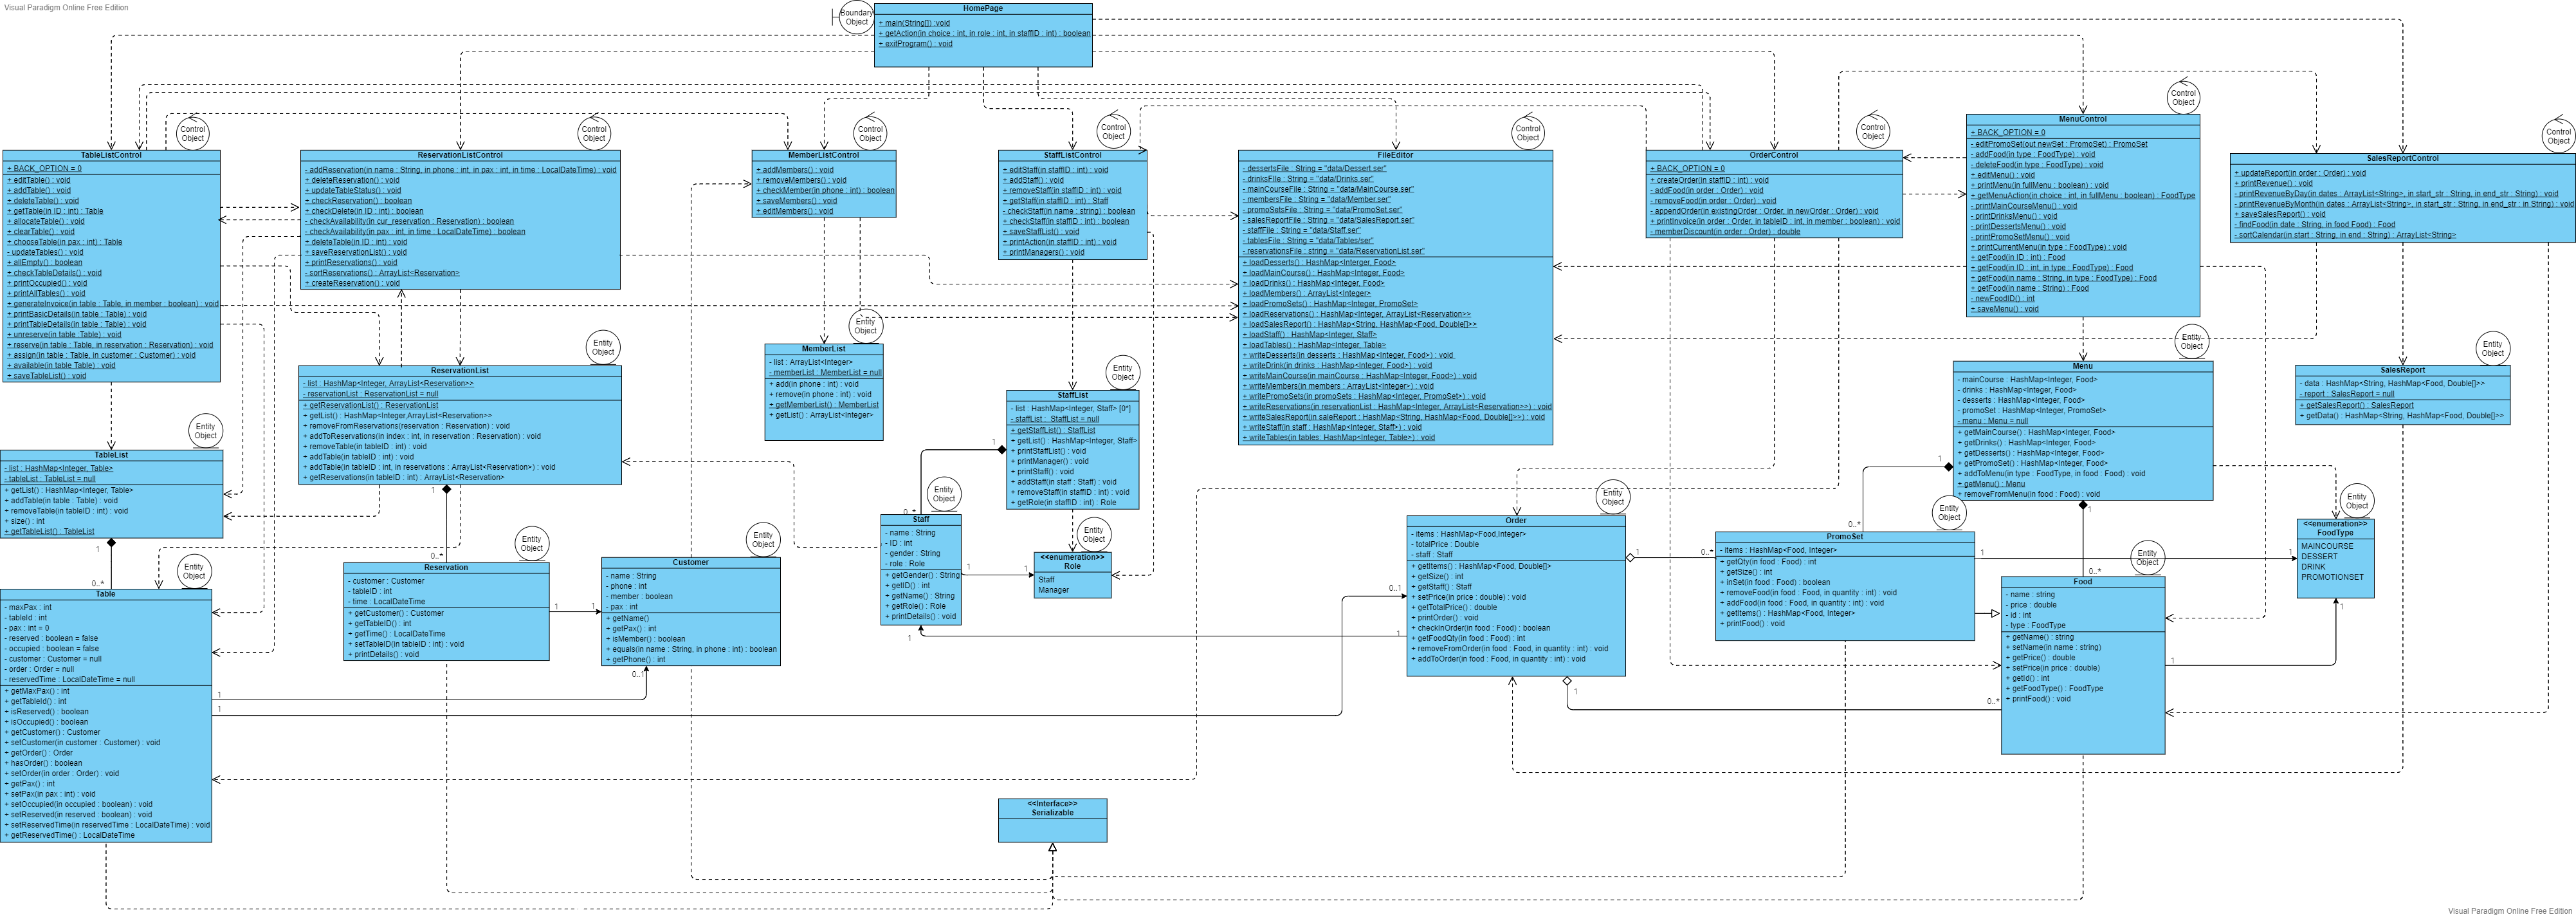 Visual Paradigm Online Free Edition
Boundary
Object
HomePage
+ main(String[]) :void
+ getAction(in choice : int, in role : int, in staffID : int) : boolean
+ exitProgram() : void
Control
Object
TableListControl
+ BACK_OPTION = 0
+ editTable() : void
+ addTable() : void
+ deleteTable() : void
+ getTable(in ID : int) : Table
+ allocateTable() : void
+ clearTable() : void
+ chooseTable(in pax : int) : Table
- updateTables() : void
+ allEmpty() : boolean
+ checkTableDetails() : void
+ printOccupied() : void
+ printAllTables() : void
+ generateInvoice(in table : Table, in member : boolean) : void
+ printBasicDetails(in table : Table) : void
+ printTableDetails(in table : Table) : void
+ unreserve(in table :Table) : void
+ reserve(in table : Table, in reservation : Reservation) : void
+ assign(in table : Table, in customer : Customer) : void
+ available(in table Table) : void
+ saveTableList() : void
Control
Object
ReservationListControl
- addReservation(in name : String, in phone : int, in pax : int, in time : LocalDateTime) : void
+ deleteReservation() : void
+ updateTableStatus() : void
+ checkReservation() : boolean
+ checkDelete(in ID : int) : boolean
- checkAvailability(in cur_reservation : Reservation) : boolean
- checkAvailability(in pax : int, in time : LocalDateTime) : boolean
+ deleteTable(in ID : int) : void
+ saveReservationList() : void
+ printReservations() : void
- sortReservations() : ArrayList<Reservation>
+ createReservation() : void
Control
Object
MemberListControl
+ addMembers() : void
+ removeMembers() : void
+ checkMember(in phone : int) : boolean
+ saveMembers() : void
+ editMembers() : void
Control
Object
StaffListControl
+ editStaff(in staffID : int) : void
+ addStaff() : void
+ removeStaff(in staffID : int) : void
+ getStaff(in staffID : int) : Staff
- checkStaff(in name : string) : boolean
+ checkStaff(in staffID : int) : boolean
+ saveStaffList() : void
+ printAction(in staffID : int) : void
+ printManagers() : void
Control
Object
FileEditor
- dessertsFile : String = "data/Dessert.ser"
- drinksFile : String = "data/Drinks.ser"
- mainCourseFile : String = "data/MainCourse.ser"
- membersFile : String = "data/Member.ser"
- promoSetsFile : String = "data/PromoSet.ser"
- salesReportFile : String = "data/SalesReport.ser"
- staffFile : String = "data/Staff.ser"
- tablesFile : String = "data/Tables/ser"
- reservationsFile : string = "data/ReservationList.ser"
+ loadDesserts() : HashMap<Interger, Food>
+ loadMainCourse() : HashMap<Integer, Food>
+ loadDrinks() : HashMap<Integer, Food>
+ loadMembers() : ArrayList<Integer>
+ loadPromoSets() : HashMap<Integer, PromoSet>
+ loadReservations() : HashMap<Integer, ArrayList<Reservation>>
+ loadSalesReport() : HashMap<String, HashMap<Food, Double[]>>
+ loadStaff() : HashMap<Integer, Staff>
+ loadTables() : HashMap<Integer, Table>
+ writeDesserts(in desserts : HashMap<Integer, Food>) : void
+ writeDrink(in drinks : HashMap<Integer, Food>) : void
+ writeMainCourse(in mainCourse : HashMap<Integer, Food>) : void
+ writeMembers(in members : ArrayList<Integer>) : void
+ writePromoSets(in promoSets : HashMap<Integer, PromoSet>) : void
+ writeReservations(in reservationList : HashMap<Integer, ArrayList<Reservation>>) : void
+ writeSalesReport(in saleReport : HashMap<String, HashMap<Food, Double[]>>) : void
+ writeStaff(in staff : HashMap<Integer, Staff>) : void
+ writeTables(in tables: HashMap<Integer, Table>) : void
Control
Object
OrderControl
+ BACK_OPTION = 0
+ createOrder(in staffID : int) : void
- addFood(in order : Order) : void
- removeFood(in order : Order) : void
- appendOrder(in existingOrder : Order, in newOrder : Order) : void
+ printInvoice(in order : Order, in tableID : int, in member : boolean) : void
- memberDiscount(in order : Order) : double
Control
Object
MenuControl
+ BACK_OPTION = 0
- editPromoSet(out newSet : PromoSet) : PromoSet
- addFood(in type : FoodType) : void
- deleteFood(in type : FoodType) : void
+ editMenu() : void
+ printMenu(in fullMenu : boolean) : void
+ getMenuAction(in choice : int, in fullMenu : boolean) : FoodType
- printMainCourseMenu() : void
- printDrinksMenu() : void
- printDessertsMenu() : void
- printPromoSetMenu() : void
+ printCurrentMenu(in type : FoodType) : void
+ getFood(in ID : int) : Food
+ getFood(in ID : int, in type : FoodType) : Food
+ getFood(in name : String, in type : FoodType) : Food
+ getFood(in name : String) : Food
- newFoodID() : int
+ saveMenu() : void
Control
Object
SalesReportControl
+ updateReport(in order : Order) : void
+ printRevenue() : void
- printRevenueByDay(in dates : ArrayList<String>, in start_str : String, in end_str : String) : void
- printRevenueByMonth(in dates : ArrayList<String>, in start_str : String, in end_str : in String) : void
+ saveSalesReport() : void
- findFood(in date : String, in food Food) : Food
- sortCalendar(in start : String, in end : String) : ArrayList<String>
Entity
Object
ReservationList
- list : HashMap<Integer, ArrayList<Reservation>>
- reservationList : ReservationList = null
+ getReservationList() : ReservationList
+ getList() : HashMap<Integer,ArrayList<Reservation>>
+ removeFromReservations(reservation : Reservation) : void
+ addToReservations(in index : int, in reservation : Reservation) : void
+ removeTable(in tableID : int) : void
+ addTable(in tableID : int) : void
+ addTable(in tableID : int, in reservations : ArrayList<Reservation>) : void
+ getReservations(in tableID : int) : ArrayList<Reservation>
Entity
Object
MemberList
- list : ArrayList<Integer>
- memberList : MemberList = null
+ add(in phone : int) : void
+ remove(in phone : int) : void
+ getMemberList() : MemberList
+ getList() : ArrayList<Integer>
Entity
Object
StaffList
- list : HashMap<Integer, Staff> [0*]
- staffList : StaffList = null
+ getStaffList() : StaffList
+ getList() : HashMap<Integer, Staff>
+ printStaffList() : void
+ printManager() : void
+ printStaff() : void
+ addStaff(in staff : Staff) : void
+ removeStaff(in staffID : int) : void
+ getRole(in staffID : int) : Role
Entity
Object
Menu
- mainCourse : HashMap<Integer, Food>
- drinks : HashMap<Integer, Food>
- desserts : HashMap<Integer, Food>
- promoSet : HashMap<Integer, PromoSet>
- menu : Menu = null
+ getMainCourse() : HashMap<Integer, Food>
+ getDrinks() : HashMap<Integer, Food>
+ getDesserts() : HashMap<Integer, Food>
+ getPromoSet() : HashMap<Integer, Food>
+ addToMenu(in type : FoodType, in food : Food) : void
+ getMenu() : Menu
+ removeFromMenu(in food : Food) : void
Entity
Object
SalesReport
- data : HashMap<String, HashMap<Food, Double[]>>
- report : SalesReport = null
+ getSalesReport() : SalesReport
+ getData() : HashMap<String, HashMap<Food, Double[]>>
Entity
Object
TableList
- list : HashMap<Integer, Table>
- tableList : TableList = null
+ getList() : HashMap<Integer, Table>
+ addTable(in table : Table) : void
+ removeTable(in tableID : int) : void
+ size() : int
+ getTableList() : TableList
1
0..*
Entity
Object
Table
- maxPax : int
- tableId : int
- pax : int = 0
- reserved : boolean = false
- occupied : boolean = false
- customer : Customer = null
- order : Order = null
- reservedTime : LocalDateTime = null
+ getMaxPax() : int
+ getTableId() : int
+ isReserved() : boolean
+ isOccupied() : boolean
+ getCustomer() : Customer
+ setCustomer(in customer : Customer) : void
+ getOrder() : Order
+ hasOrder() : boolean
+ setOrder(in order : Order) : void
+ getPax() : int
+ setPax(in pax : int) : void
+ setOccupied(in occupied : boolean) : void
+ setReserved(in reserved : boolean) : void
+ setReservedTime(in reservedTime : LocalDateTime) : void
+ getReservedTime() : LocalDateTime
1
1
1
0..*
Entity
Object
Reservation
- customer : Customer
- tableID : int
- time : LocalDateTime
+ getCustomer() : Customer
+ getTableID() : int
+ getTime() : LocalDateTime
+ setTableID(in tableID : int) : void
+ printDetails() : void
1
1
Entity
Object
Customer
- name : String
- phone : int
- member : boolean
- pax : int
+ getName()
+ getPax() : int
+ isMember() : boolean
+ equals(in name : String, in phone : int) : boolean
+ getPhone() : int
0..1
1
0..*
Entity
Object
Staff
- name : String
- ID : int
- gender : String
- role : Role
+ getGender() : String
+ getID() : int
+ getName() : String
+ getRole() : Role
+ printDetails() : void
1
1
1
Entity
Object
<<enumeration>>
Role
Staff
Manager
<<Interface>>
Serializable
Entity
Object
Order
- items : HashMap<Food,Integer>
- totalPrice : Double
- staff : Staff
+ getItems() : HashMap<Food, Double[]>
+ getSize() : int
+ getStaff() : Staff
+ setPrice(in price : double) : void
+ getTotalPrice() : double
+ printOrder() : void
+ checkInOrder(in food : Food) : boolean
+ getFoodQty(in food : Food) : int
+ removeFromOrder(in food : Food, in quantity : int) : void
+ addToOrder(in food : Food, in quantity : int) : void
0..1
1
1
0..*
1
0..*
1
0..*
Entity
Object
PromoSet
- items : HashMap<Food, Integer>
+ getQty(in food : Food) : int
+ getSize() : int
+ inSet(in food : Food) : boolean
+ removeFood(in food : Food, in quantity : int) : void
+ addFood(in food : Food, in quantity : int) : void
+ getItems() : HashMap<Food, Integer>
+ printFood() : void
1
1
0..*
Entity
Object
Food
- name : string
- price : double
- id : int
- type : FoodType
+ getName() : string
+ setName(in name : string)
+ getPrice() : double
+ setPrice(in price : double)
+ getId() : int
+ getFoodType() : FoodType
+ printFood() : void
1
1
Entity
Object
<<enumeration>>
FoodType
MAINCOURSE
DESSERT
DRINK
PROMOTIONSET
Visual Paradigm Online Free Edition